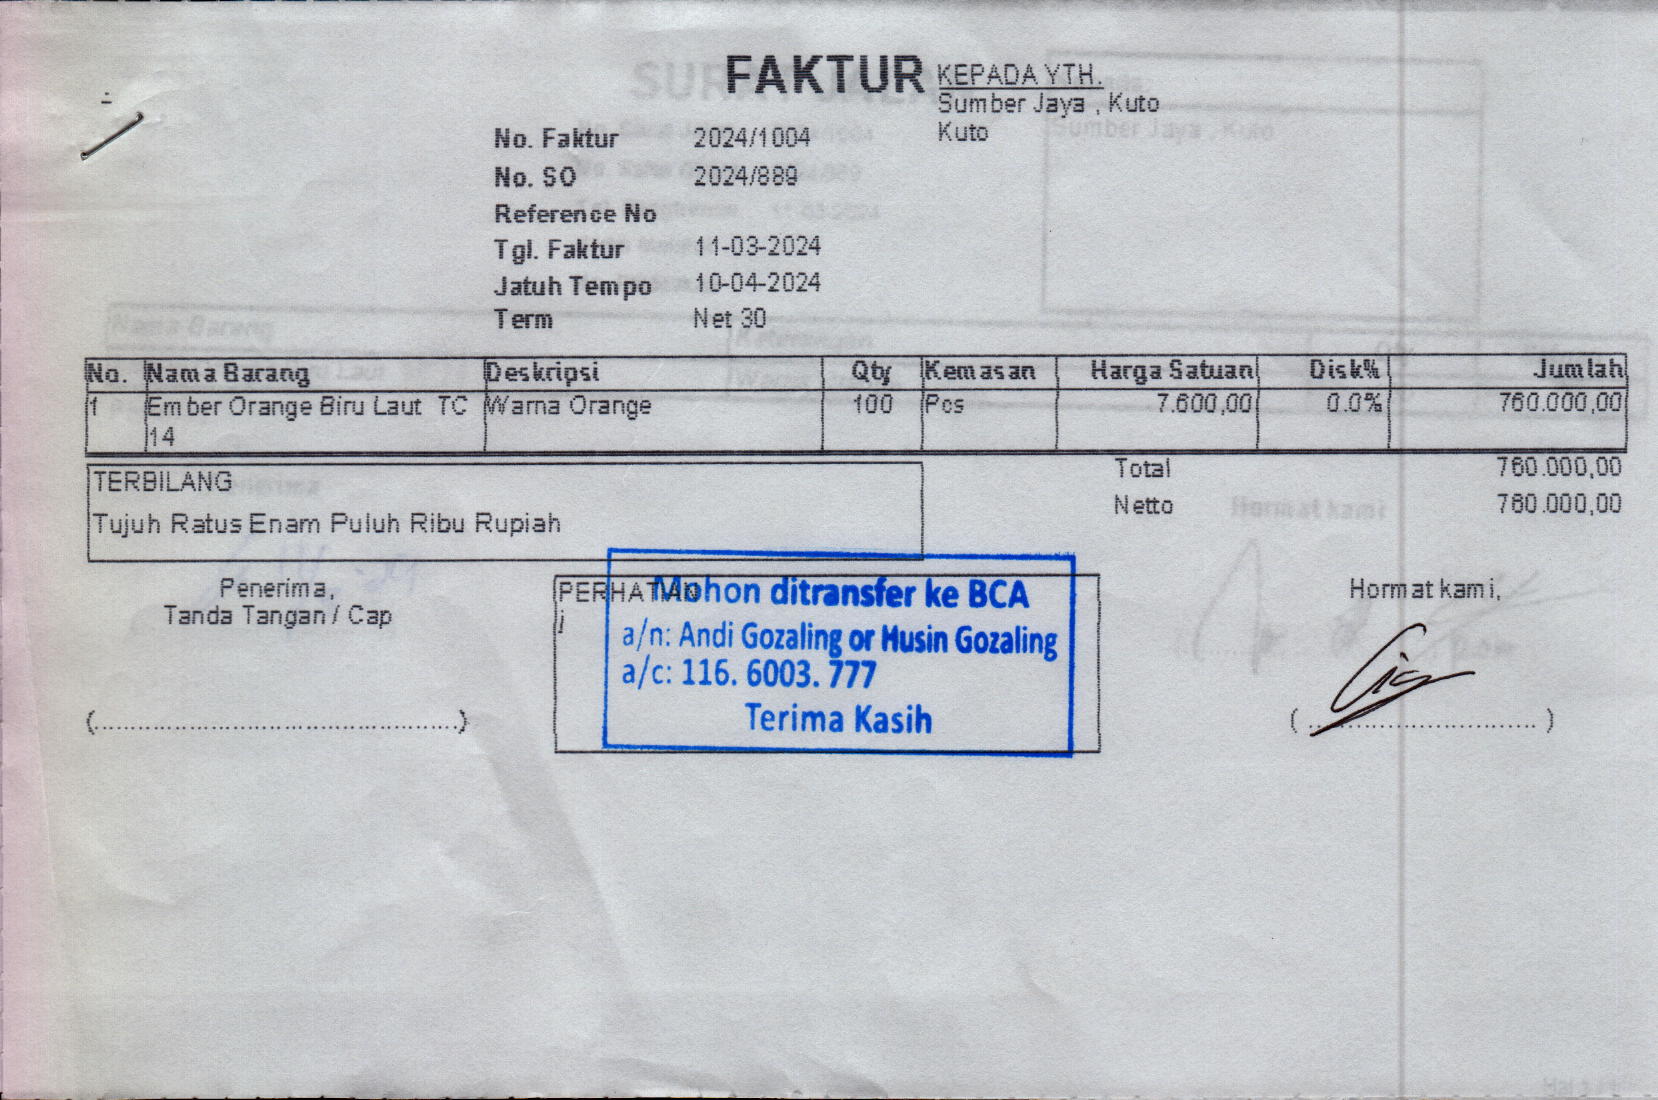 FAKTUR
KEPADA YTH.
Sumber Jaya , Kuto
Kuto
No. Faktur 2024/1004
No. SO 2024/889
Reference No
Tgl. Faktur 11-03-2024
Jatuh Tempo 10-04-2024
Term Net 30
No. Nama Barang Deskripsi Qty Kemasan Harga Satuan Disk% Jumlah
1 Ember Orange Biru Laut TC Warna Orange 100 Pcs 7.600,00 0.0% 760.000,00
14
TERBILANG
Tujuh Ratus Enam Puluh Ribu Rupiah
Total 760.000,00
Netto 760.000,00
Penerima,
Tanda Tangan / Cap
(............................................)
PERHATIAN
j
Mohon ditransfer ke BCA
a/n: Andi Gozaling or Husin Gozaling
a/c: 116. 6003. 777
Terima Kasih
Hormat kami,
( ............................ )